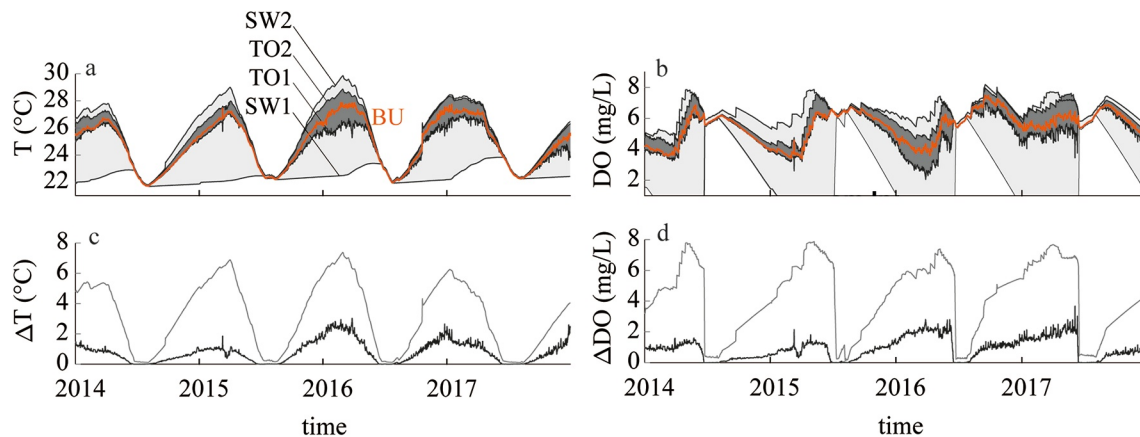 SW2
TO2
TO1
SW1
BU
a
T (°C)
30
28
26
24
22
b
DO (mg/L)
8
6
4
2
c
ΔT (°C)
8
6
4
2
0
2014 2015 2016 2017
time
d
ΔDO (mg/L)
8
6
4
2
0
2014 2015 2016 2017
time